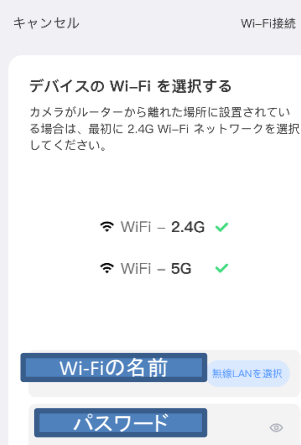 キャンセル
Wi-Fi接続
デバイスの Wi-Fi を選択する
カメラがルーターから離れた場所に設置されてい
る場合は、最初に 2.4G Wi-Fi ネットワークを選択
してください。
WiFi – 2.4G
WiFi – 5G
Wi-Fiの名前
無線LANを選択
パスワード